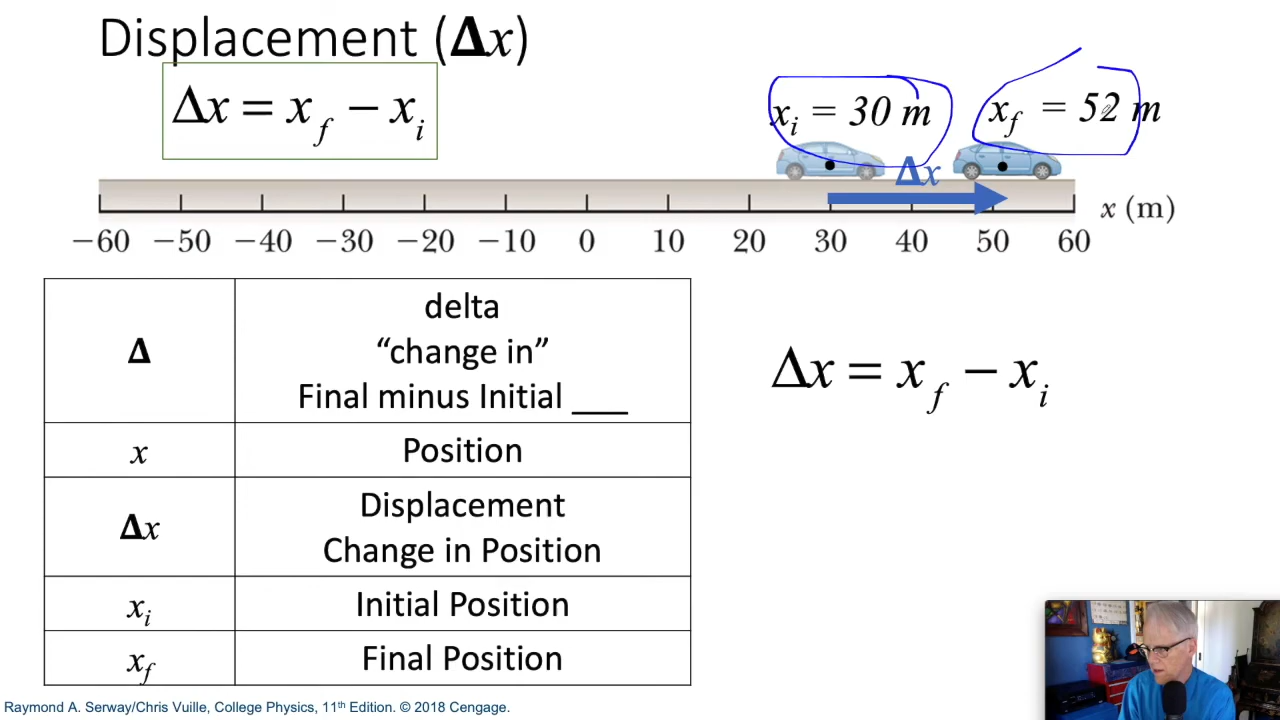 Displacement (Δx)
Δx = x_f − x_i
x_i = 30 m
x_f = 52 m
Δx
x (m)
−60 −50 −40 −30 −20 −10 0 10 20 30 40 50 60
Δ
delta
“change in”
Final minus Initial ___
x
Position
Δx
Displacement
Change in Position
x_i
Initial Position
x_f
Final Position
Δx = x_f − x_i
Raymond A. Serway/Chris Vuille, College Physics, 11th Edition. © 2018 Cengage.